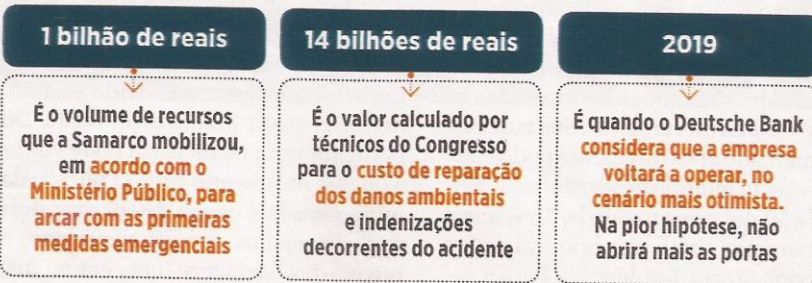 1 bilhão de reais
É o volume de recursos
que a Samarco mobilizou,
em acordo com o
Ministério Público, para
arcar com as primeiras
medidas emergenciais
14 bilhões de reais
É o valor calculado por
técnicos do Congresso
para o custo de reparação
dos danos ambientais
e indenizações
decorrentes do acidente
2019
É quando o Deutsche Bank
considera que a empresa
voltará a operar, no
cenário mais otimista.
Na pior hipótese, não
abrirá mais as portas